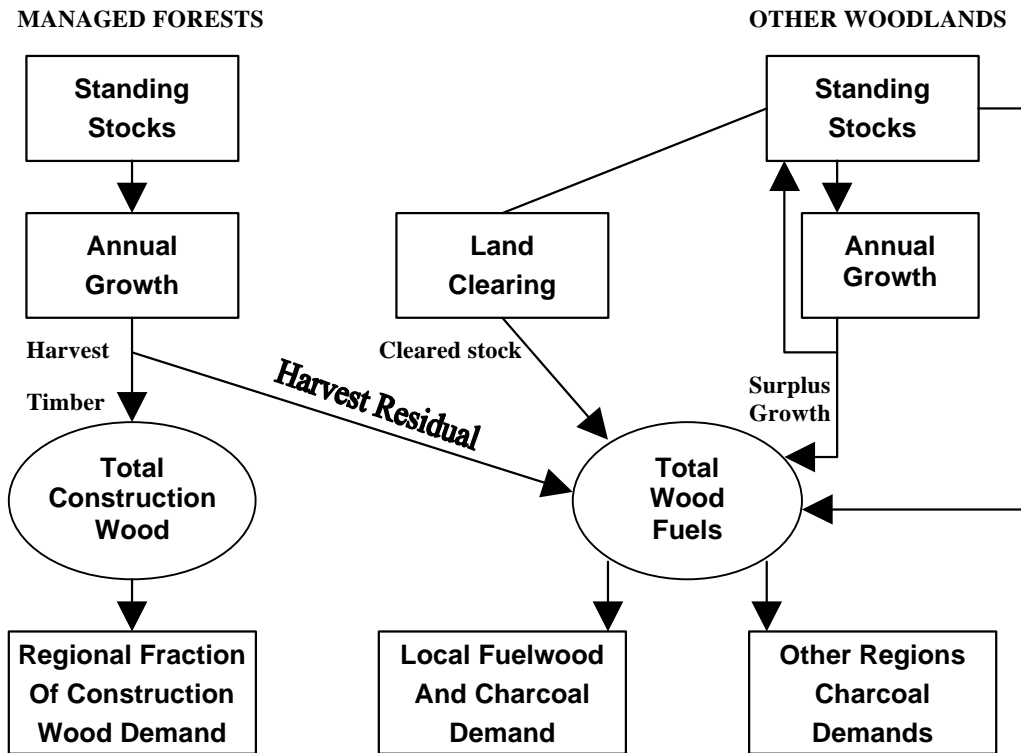 MANAGED FORESTS
OTHER WOODLANDS
Standing
Stocks
Standing
Stocks
Annual
Growth
Land
Clearing
Annual
Growth
Harvest
Cleared stock
Timber
Harvest Residual
Surplus
Growth
Total
Construction
Wood
Total
Wood
Fuels
Regional Fraction
Of Construction
Wood Demand
Local Fuelwood
And Charcoal
Demand
Other Regions
Charcoal
Demands